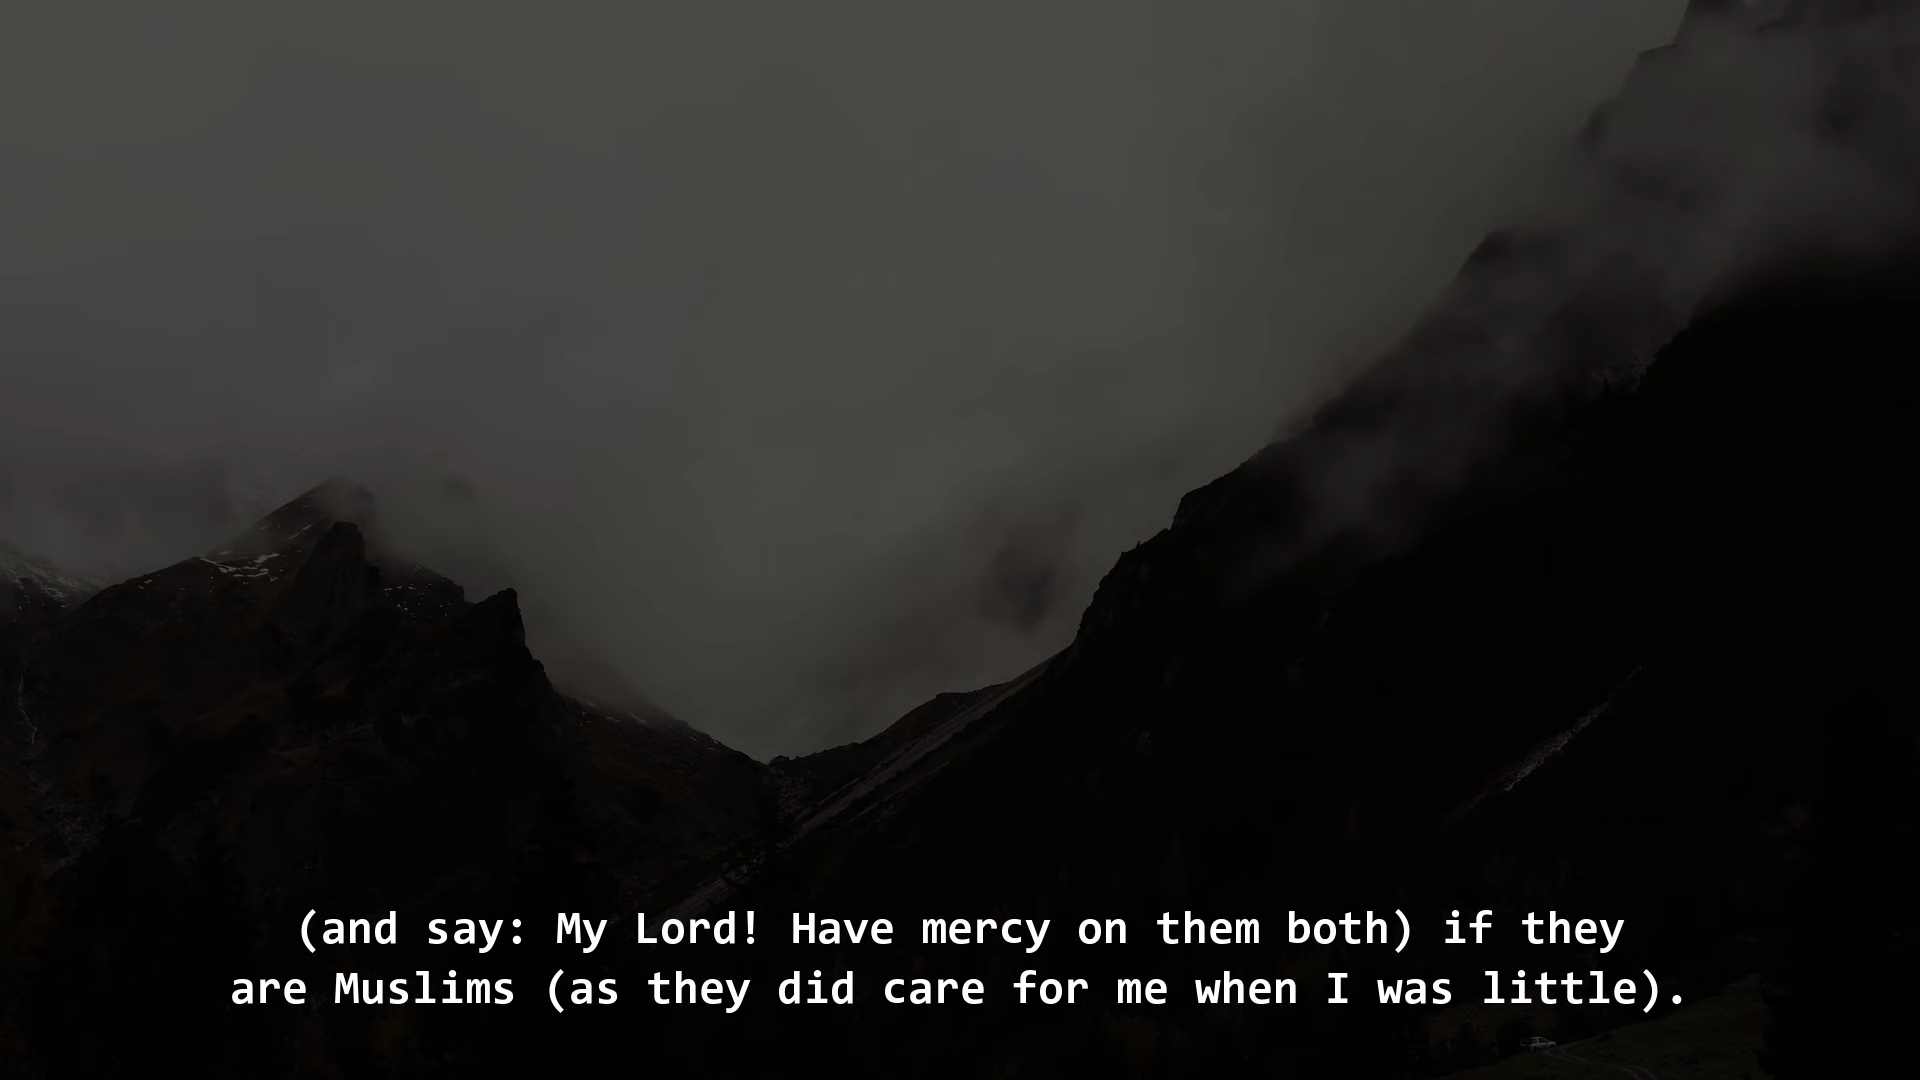 (and say: My Lord! Have mercy on them both) if they
are Muslims (as they did care for me when I was little).